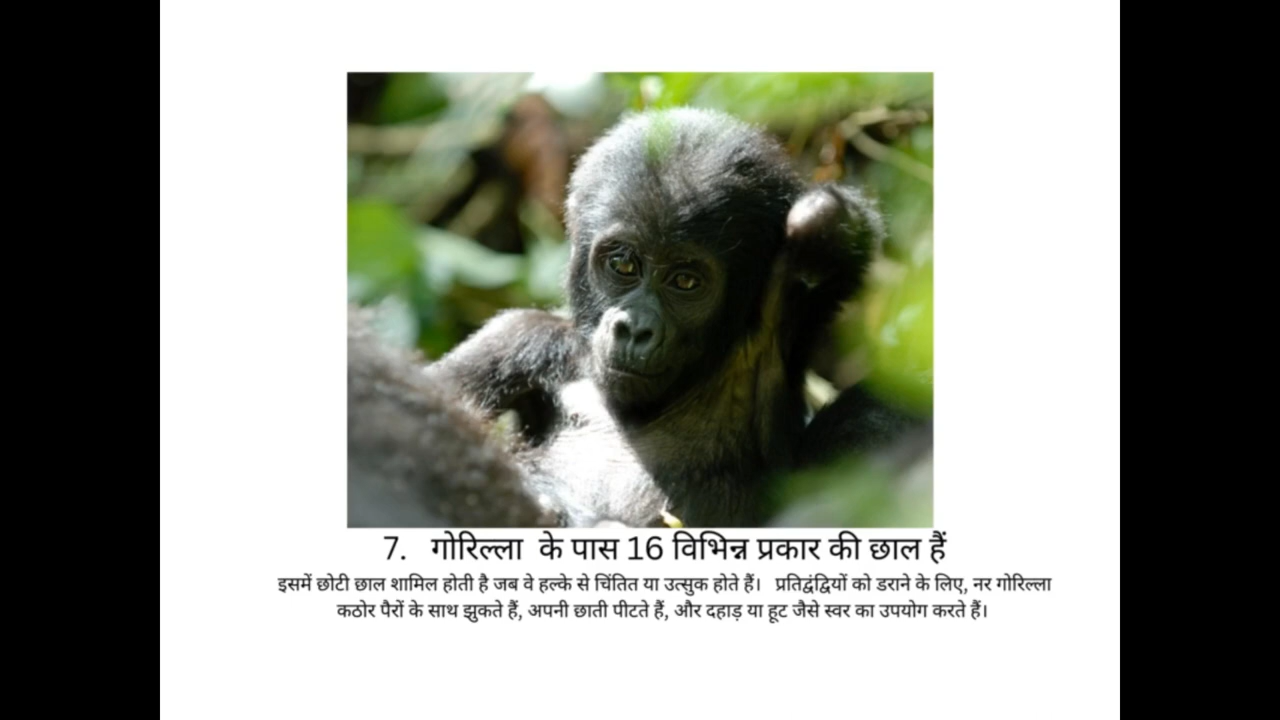 7. गोरिल्ला के पास 16 विभिन्न प्रकार की छाल हैं
इसमें छोटी छाल शामिल होती है जब वे हल्के से चिंतित या उत्सुक होते हैं। प्रतिद्वंद्वियों को डराने के लिए, नर गोरिल्ला
कठोर पैरों के साथ झुकते हैं, अपनी छाती पीटते हैं, और दहाड़ या हूट जैसे स्वर का उपयोग करते हैं।